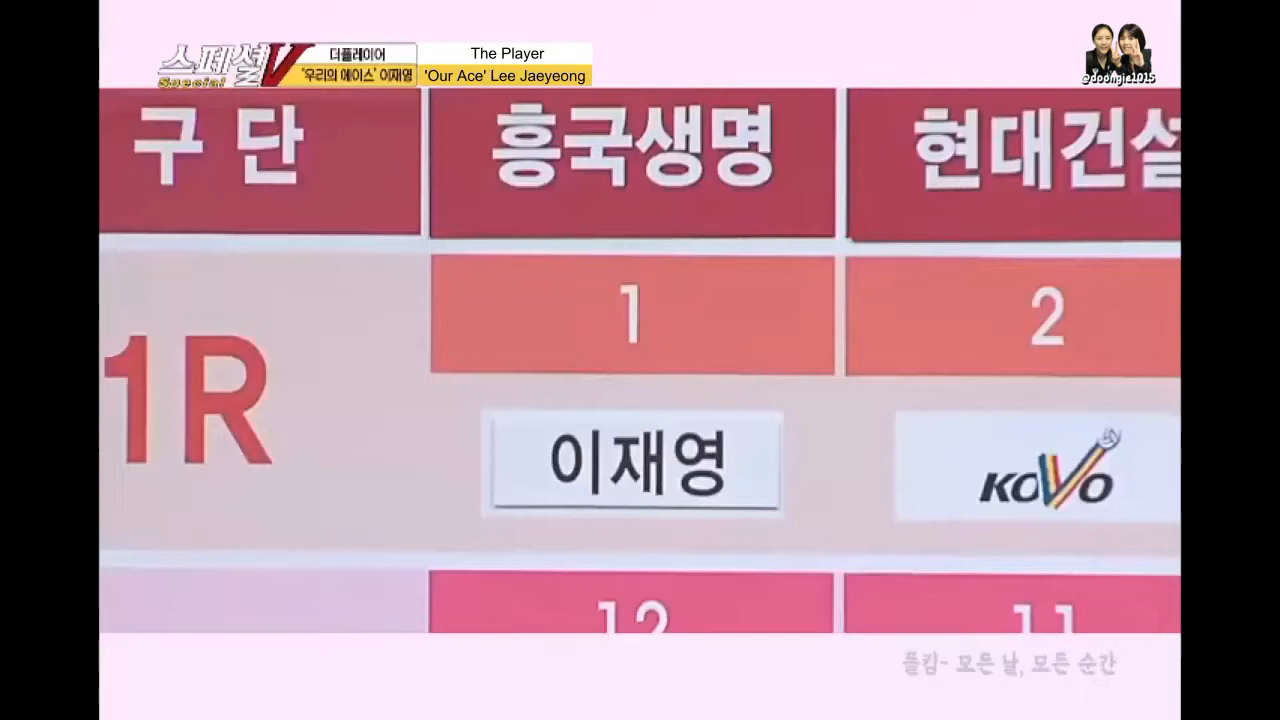 스페셜V
Special
더플레이어
'우리의 에이스' 이재영
The Player
'Our Ace' Lee Jaeyeong
@doongie1015
구 단
흥국생명
현대건설
1
2
1R
이재영
KOVO
12
11
폴킴- 모든 날, 모든 순간